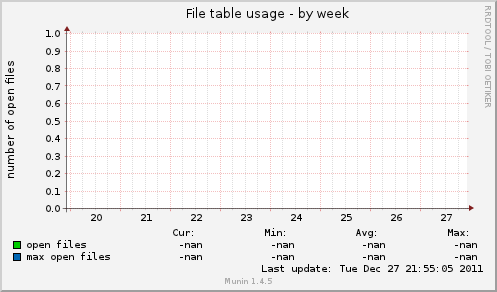 File table usage - by week
RRDTOOL / TOBI OETIKER
number of open files
1.0
0.9
0.8
0.7
0.6
0.5
0.4
0.3
0.2
0.1
0.0
20 21 22 23 24 25 26 27
Cur: Min: Avg: Max:
open files -nan -nan -nan -nan
max open files -nan -nan -nan -nan
Last update: Tue Dec 27 21:55:05 2011
Munin 1.4.5